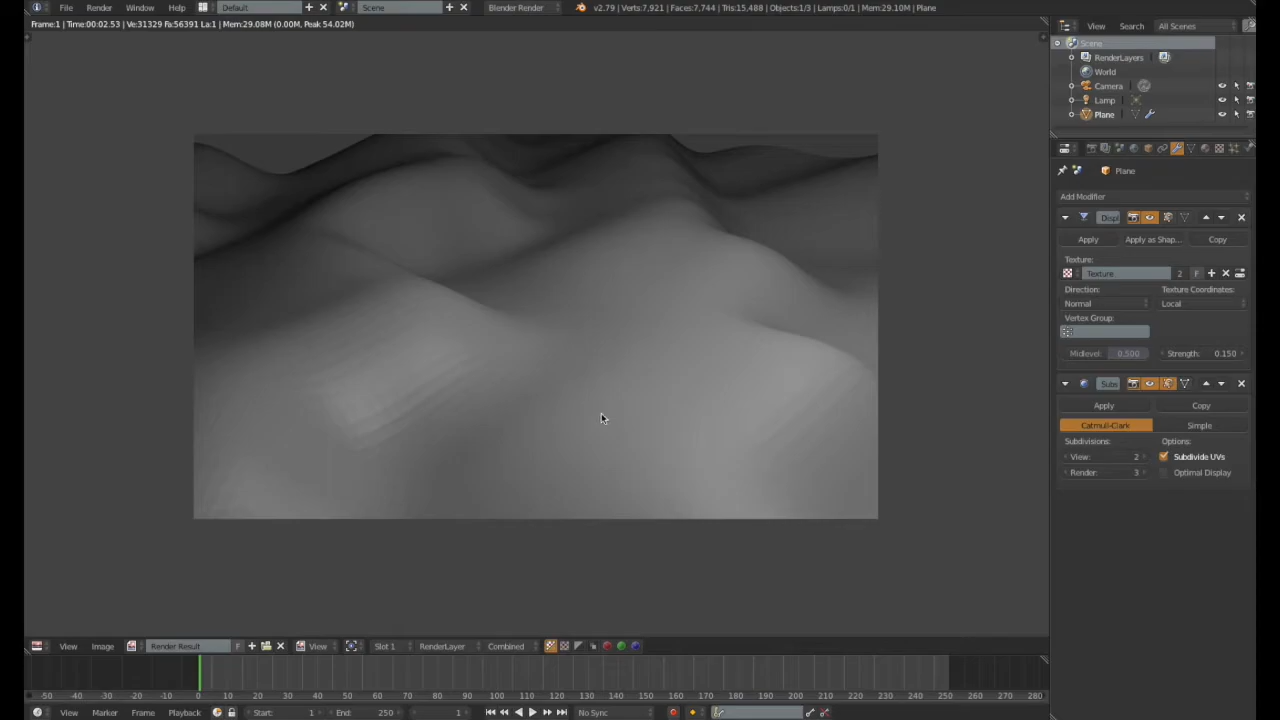 File Render Window Help Default Scene Blender Render v2.79 | Verts:7,921 | Faces:7,744 | Tris:15,488 | Objects:1/3 | Lamps:0/1 | Mem:29.10M | Plane
Frame:1 | Time:00:02.53 | Ve:31329 Fa:56391 La:1 | Mem:29.08M (0.00M, Peak 54.02M)
View Search All Scenes
Scene
RenderLayers
World
Camera
Lamp
Plane
Plane
Add Modifier
Displ
Apply Apply as Shap... Copy
Texture:
Texture 2 F
Direction: Texture Coordinates:
Normal Local
Vertex Group:
Midlevel: 0.500 Strength: 0.150
Subs
Apply Copy
Catmull-Clark Simple
Subdivisions: Options:
View: 2 Subdivide UVs
Render: 3 Optimal Display
View Image Render Result F View Slot 1 RenderLayer Combined
-50 -40 -30 -20 -10 0 10 20 30 40 50 60 70 80 90 100 110 120 130 140 150 160 170 180 190 200 210 220 230 240 250 260 270 280
View Marker Frame Playback Start: 1 End: 250 1 No Sync